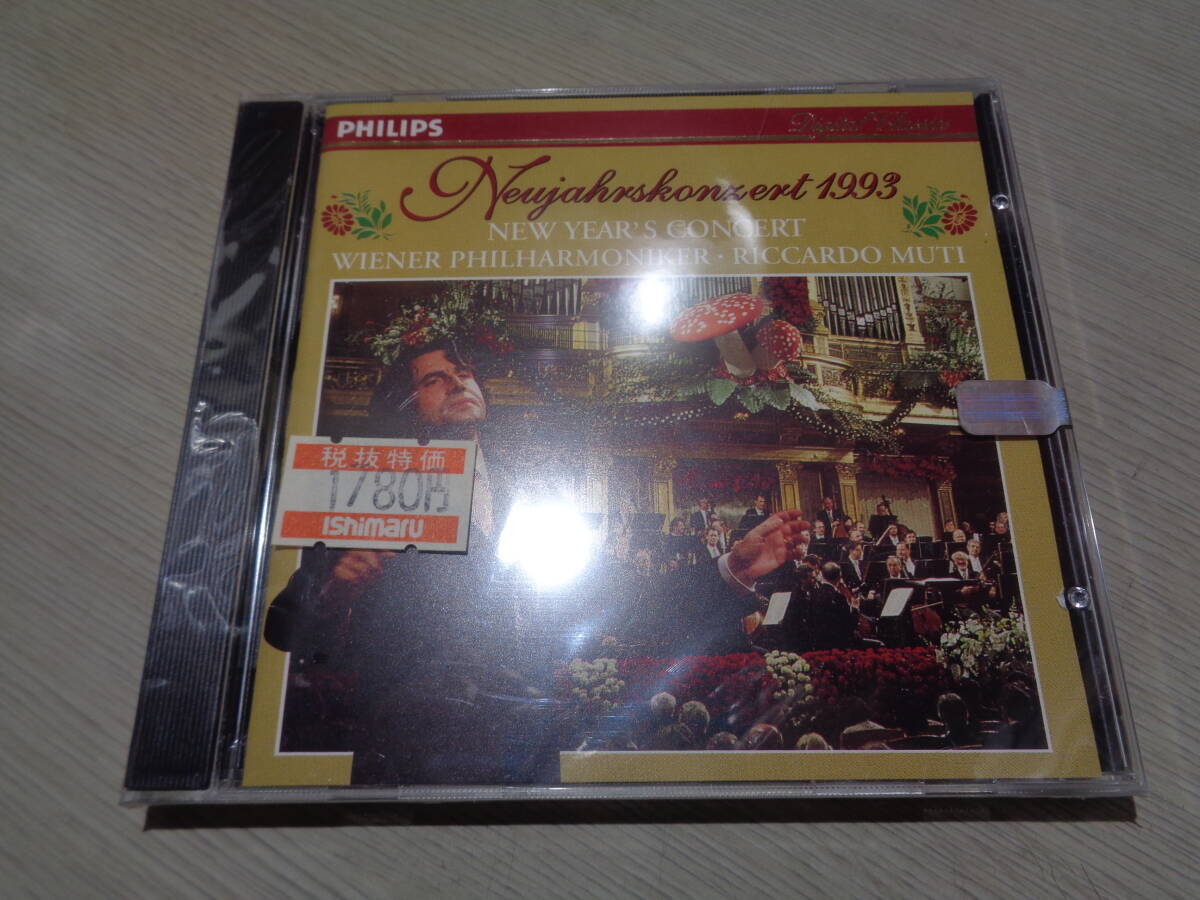 PHILIPS
Digital Classics
Neujahrskonzert 1993
NEW YEAR'S CONCERT
WIENER PHILHARMONIKER · RICCARDO MUTI
税抜特価
1780円
Ishimaru